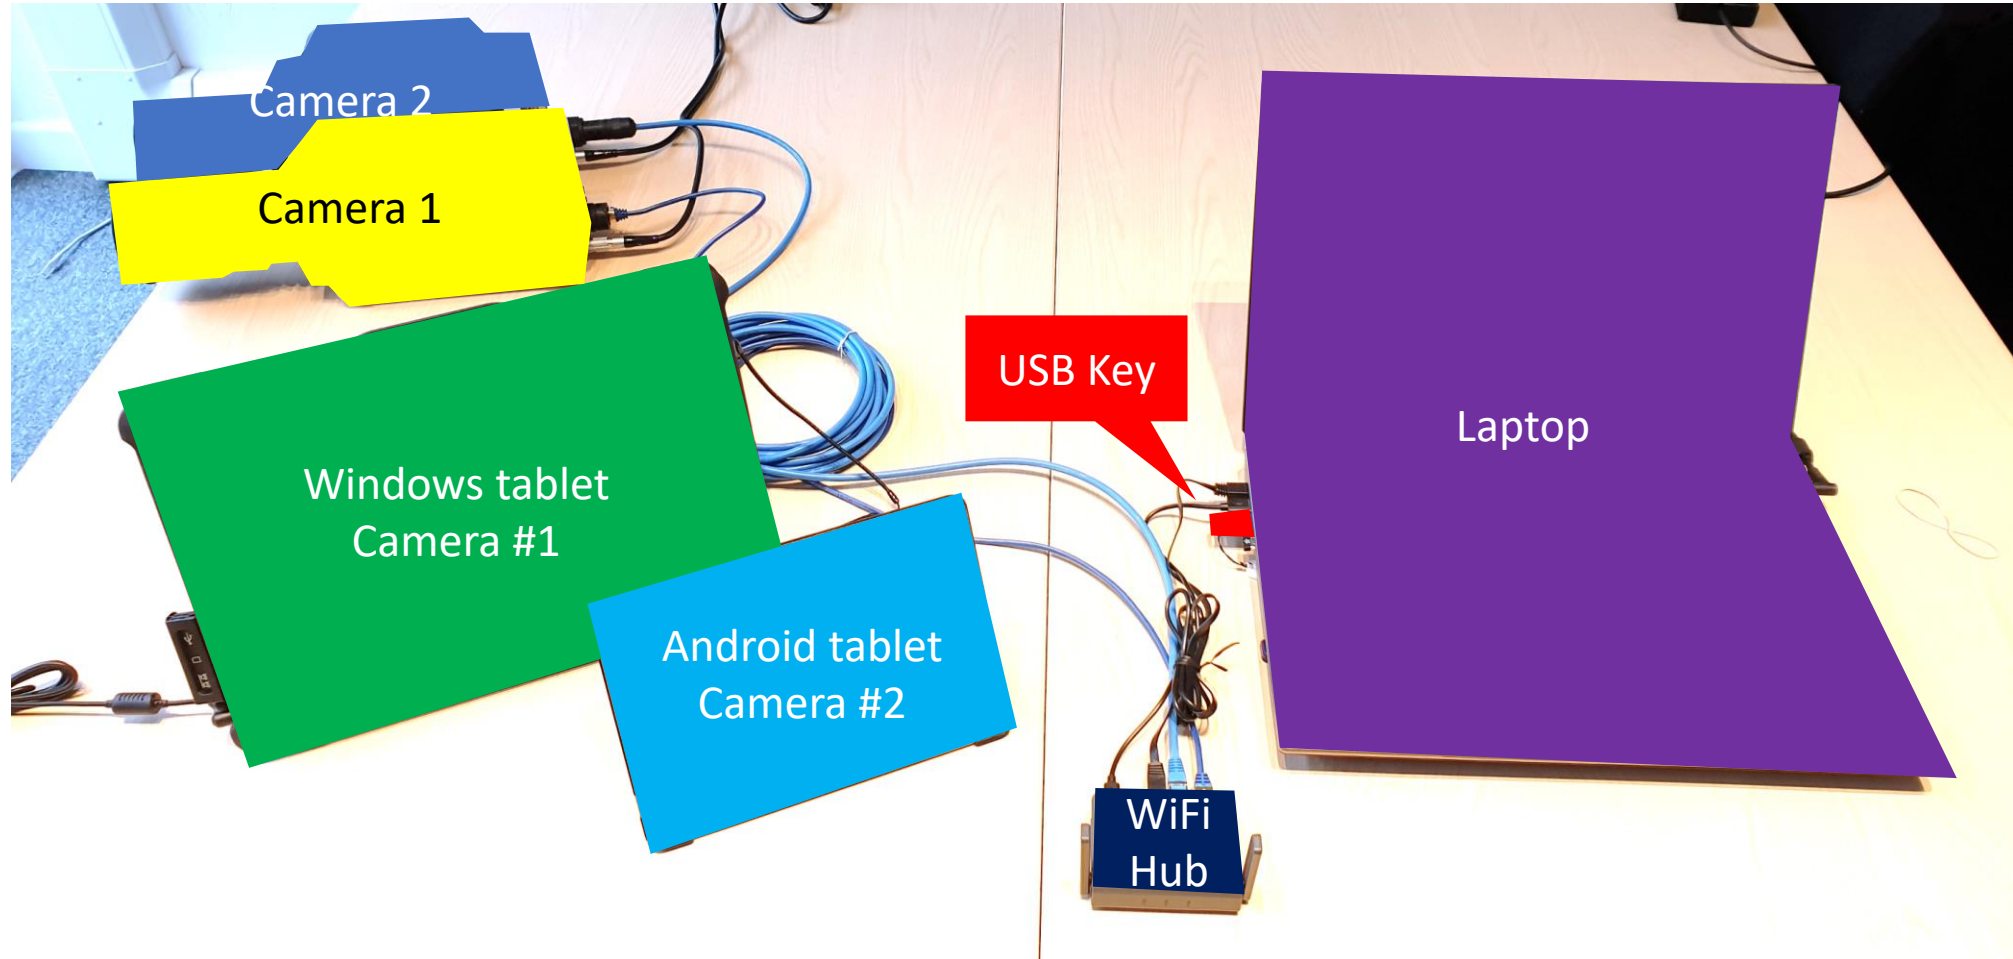 Camera 2
Camera 1
USB Key
Laptop
Windows tablet
Camera #1
Android tablet
Camera #2
WiFi
Hub